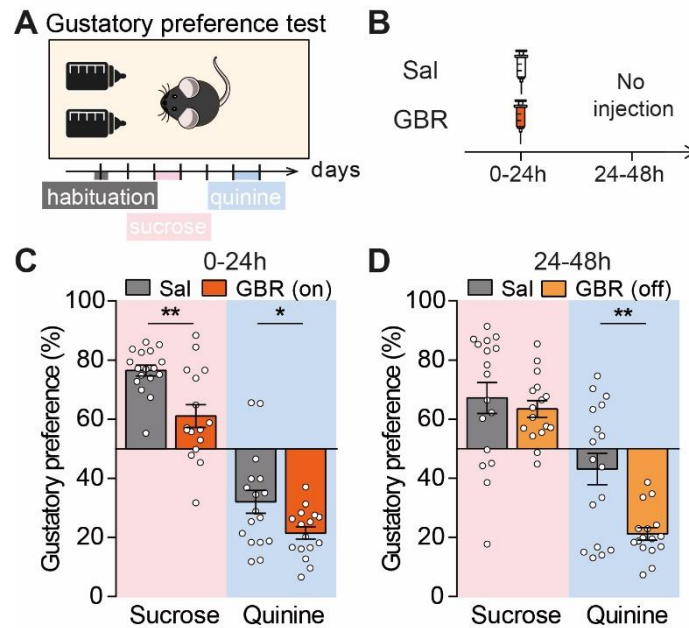 A Gustatory preference test
days
habituation
quinine
sucrose
B
Sal
GBR
No
injection
0-24h
24-48h
C
0-24h
Sal
GBR (on)
**
*
Gustatory preference (%)
100
80
60
40
20
0
Sucrose
Quinine
D
24-48h
Sal
GBR (off)
**
Gustatory preference (%)
100
80
60
40
20
0
Sucrose
Quinine